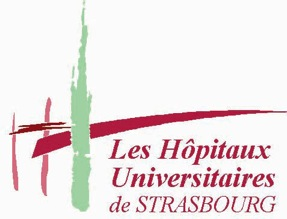 Les Hôpitaux
Universitaires
de STRASBOURG